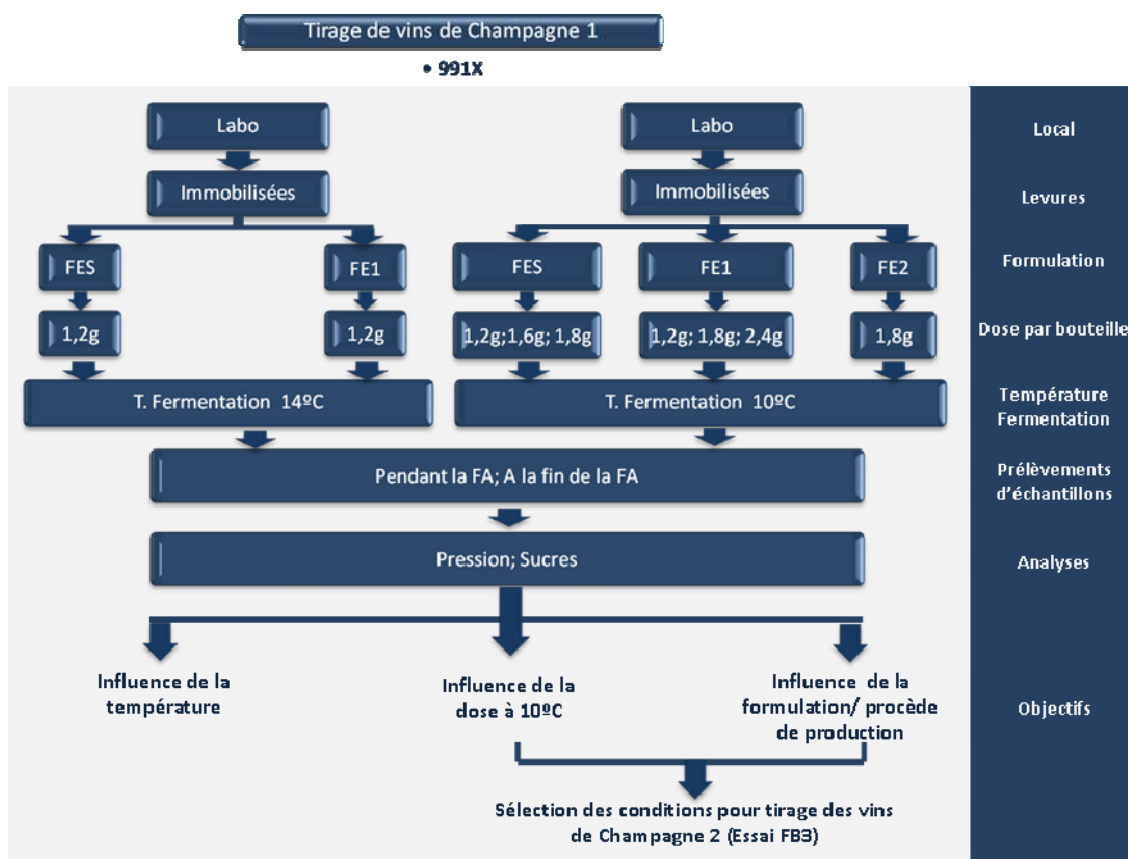 Tirage de vins de Champagne 1
• 991X
Labo
Labo
Local
Immobilisées
Immobilisées
Levures
FES
FE1
FES
FE1
FE2
Formulation
1,2g
1,2g
1,2g;1,6g; 1,8g
1,2g; 1,8g; 2,4g
1,8g
Dose par bouteille
T. Fermentation 14ºC
T. Fermentation 10ºC
Température
Fermentation
Pendant la FA; A la fin de la FA
Prélèvements
d'échantillons
Pression; Sucres
Analyses
Influence de la
température
Influence de la
dose à 10ºC
Influence de la
formulation/ procède
de production
Objectifs
Sélection des conditions pour tirage des vins
de Champagne 2 (Essai FB3)